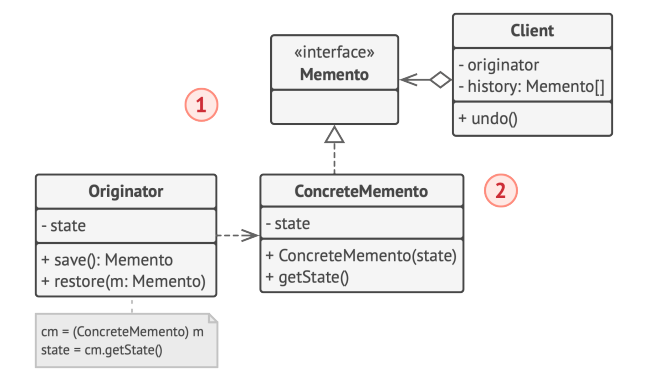 «interface»
Memento
Client
- originator
- history: Memento[]
+ undo()
1
Originator
- state
+ save(): Memento
+ restore(m: Memento)
ConcreteMemento
- state
+ ConcreteMemento(state)
+ getState()
2
cm = (ConcreteMemento) m
state = cm.getState()